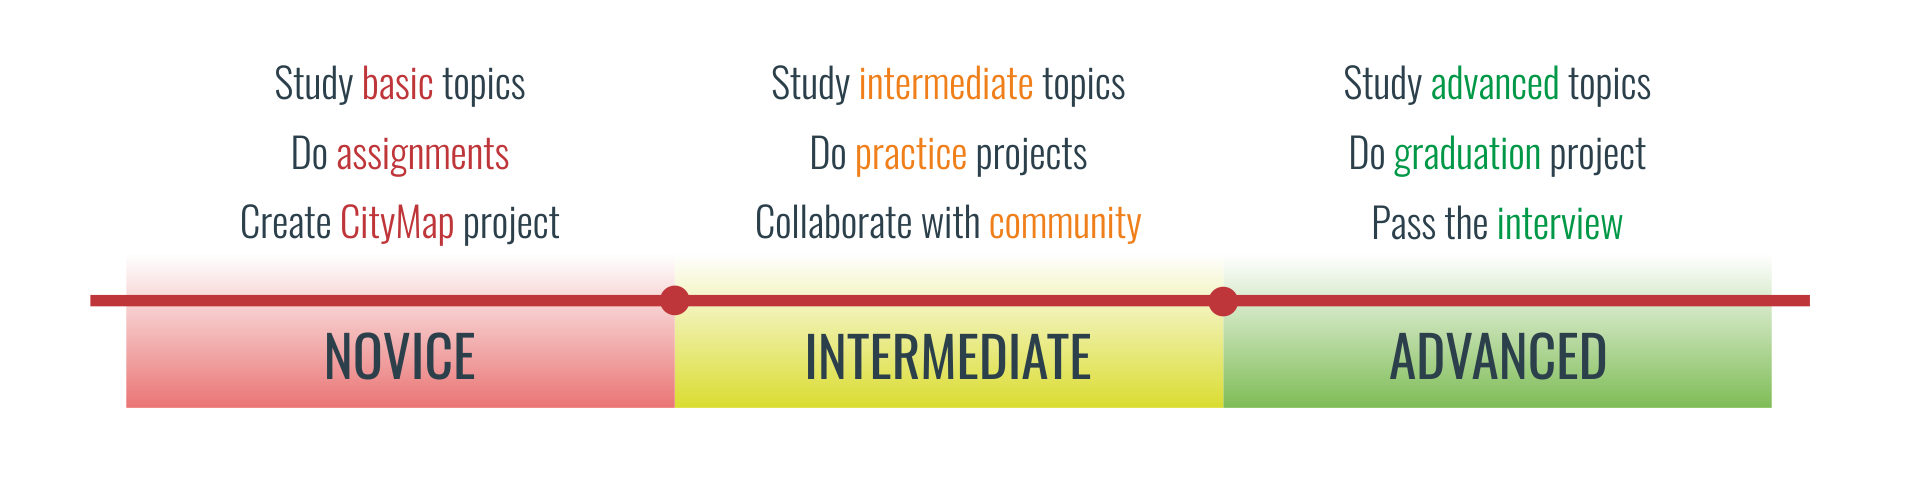 Study basic topics
Do assignments
Create CityMap project
NOVICE
Study intermediate topics
Do practice projects
Collaborate with community
INTERMEDIATE
Study advanced topics
Do graduation project
Pass the interview
ADVANCED